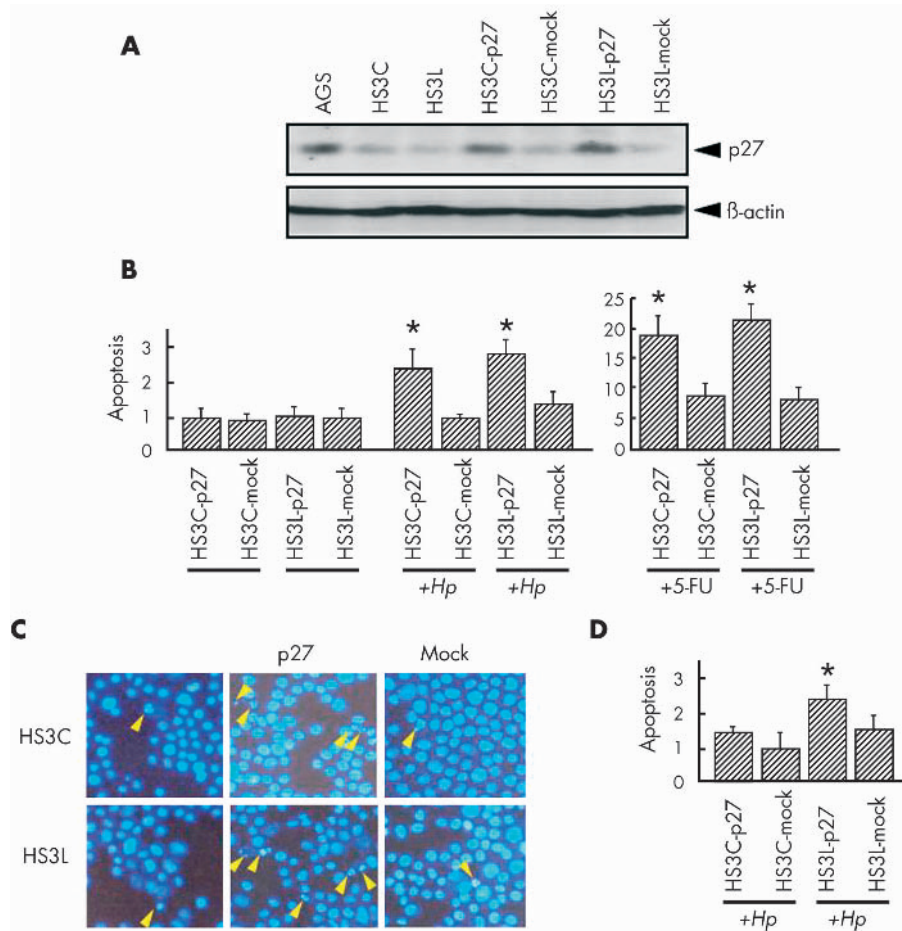 A
AGS
HS3C
HS3L
HS3C-p27
HS3C-mock
HS3L-p27
HS3L-mock
p27
ß-actin
B
Apoptosis
3
2
1
0
HS3C-p27
HS3C-mock
HS3L-p27
HS3L-mock
*
*
HS3C-p27
HS3C-mock
HS3L-p27
HS3L-mock
+Hp
+Hp
25
20
15
10
5
0
*
*
HS3C-p27
HS3C-mock
HS3L-p27
HS3L-mock
+5-FU
+5-FU
C
p27
Mock
HS3C
HS3L
D
Apoptosis
3
2
1
0
*
HS3C-p27
HS3C-mock
HS3L-p27
HS3L-mock
+Hp
+Hp